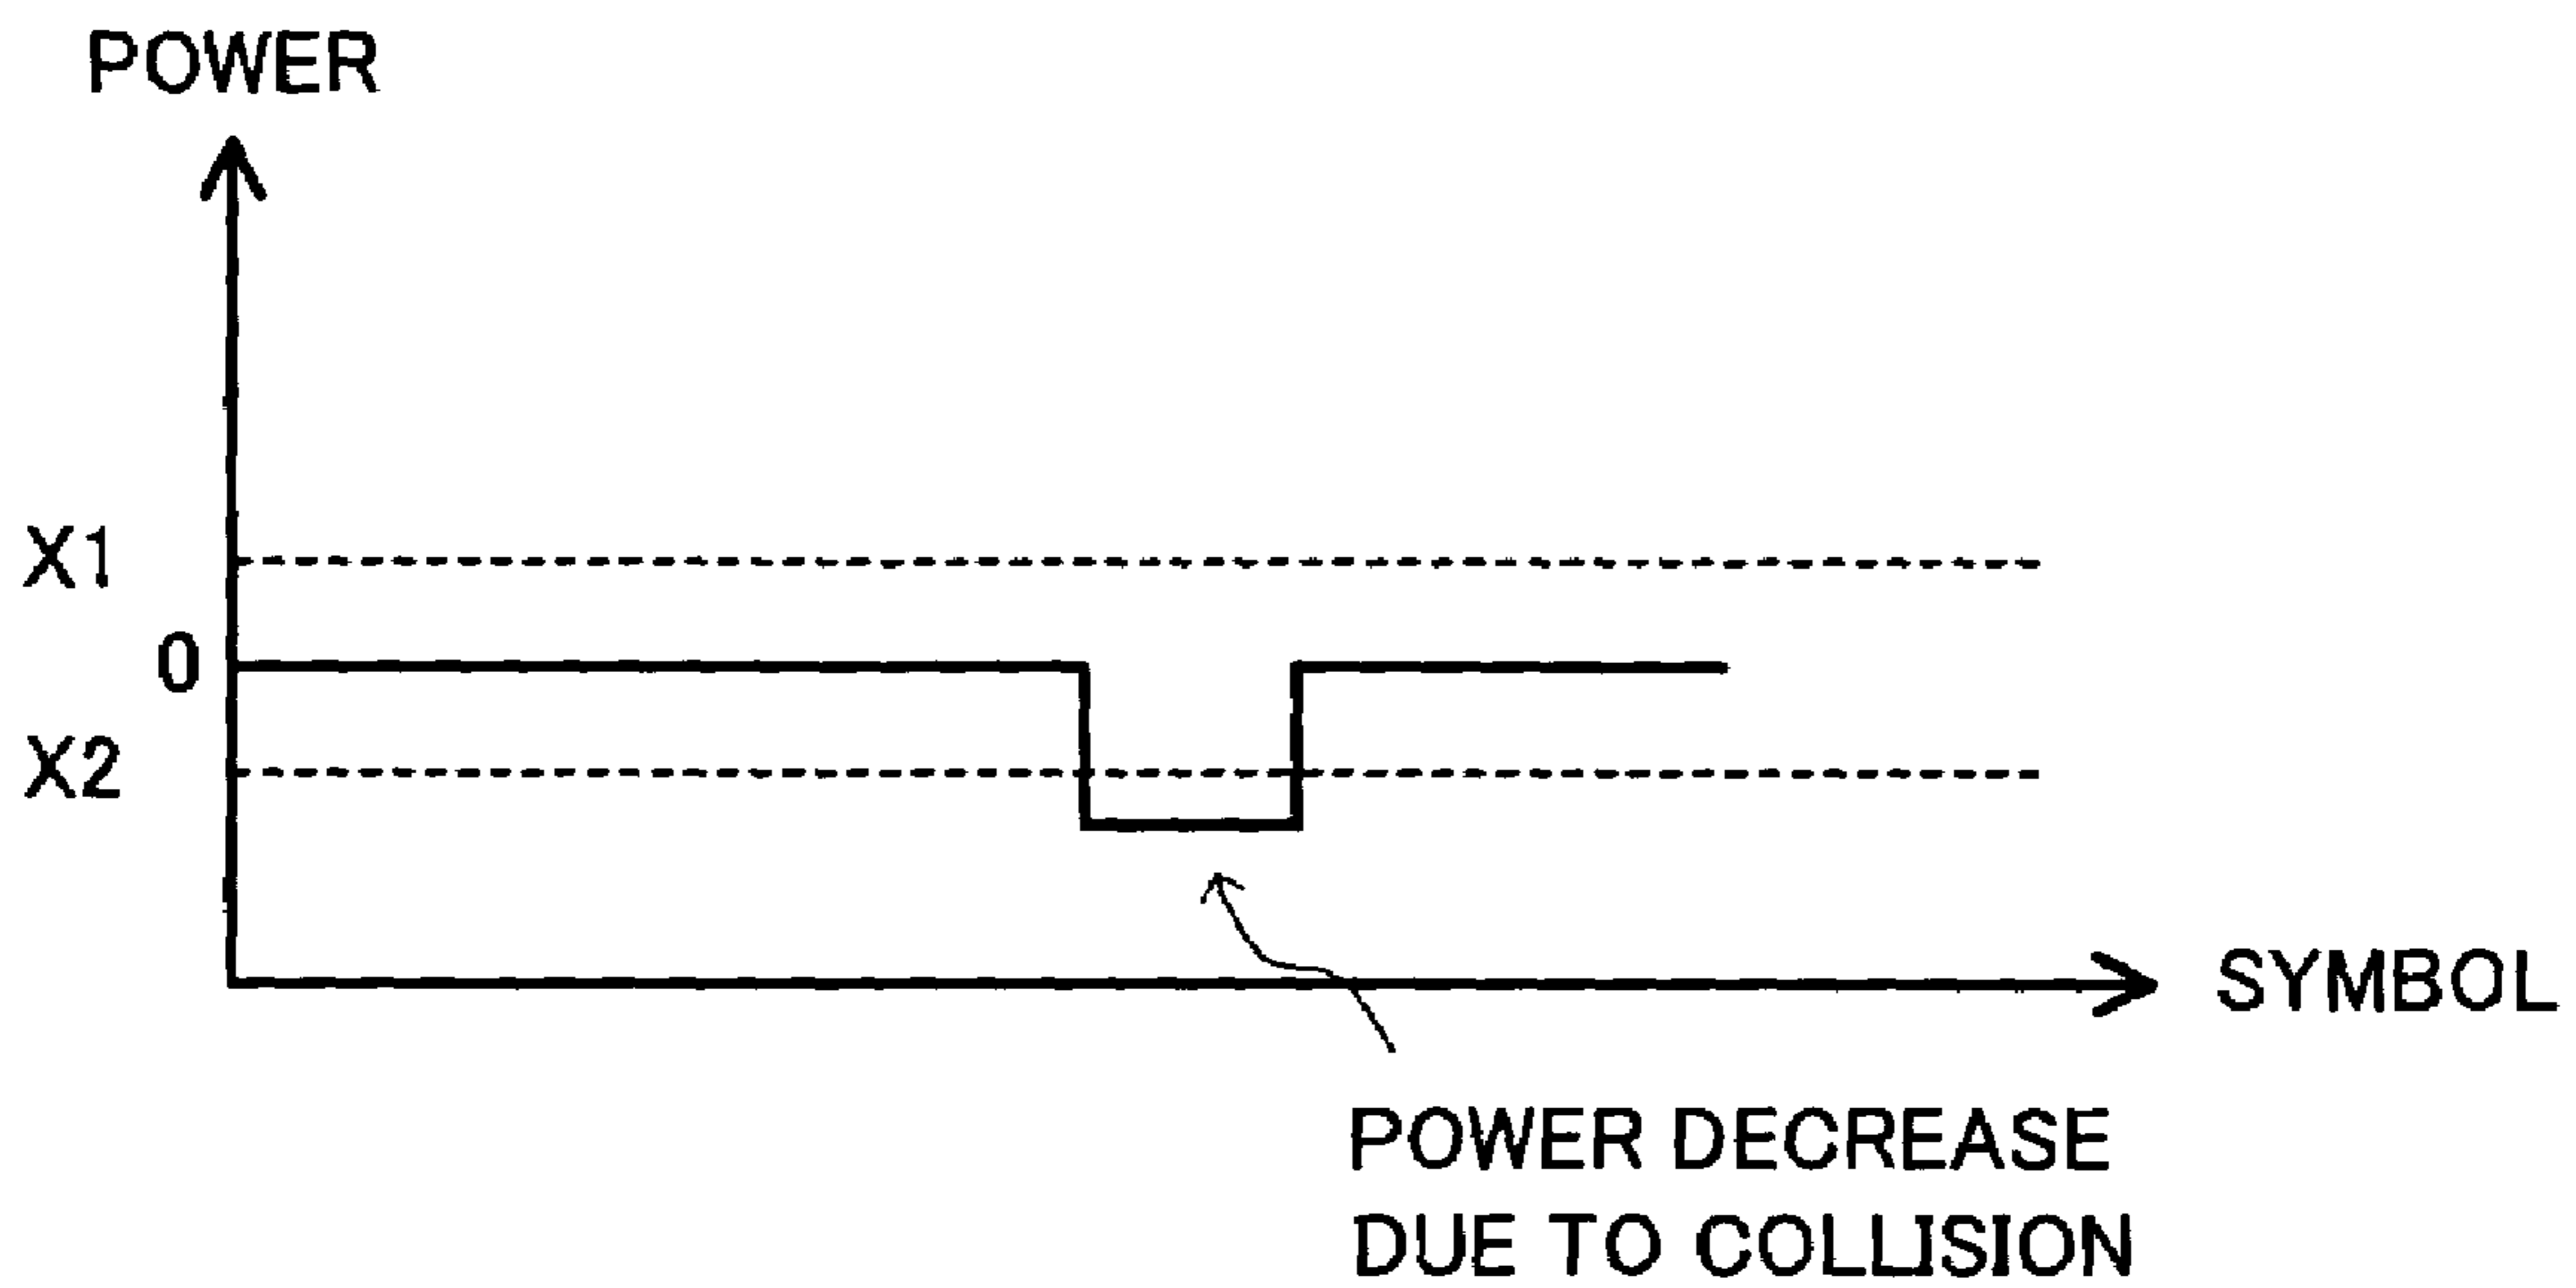 POWER
X1
0
X2
SYMBOL
POWER DECREASE
DUE TO COLLISION